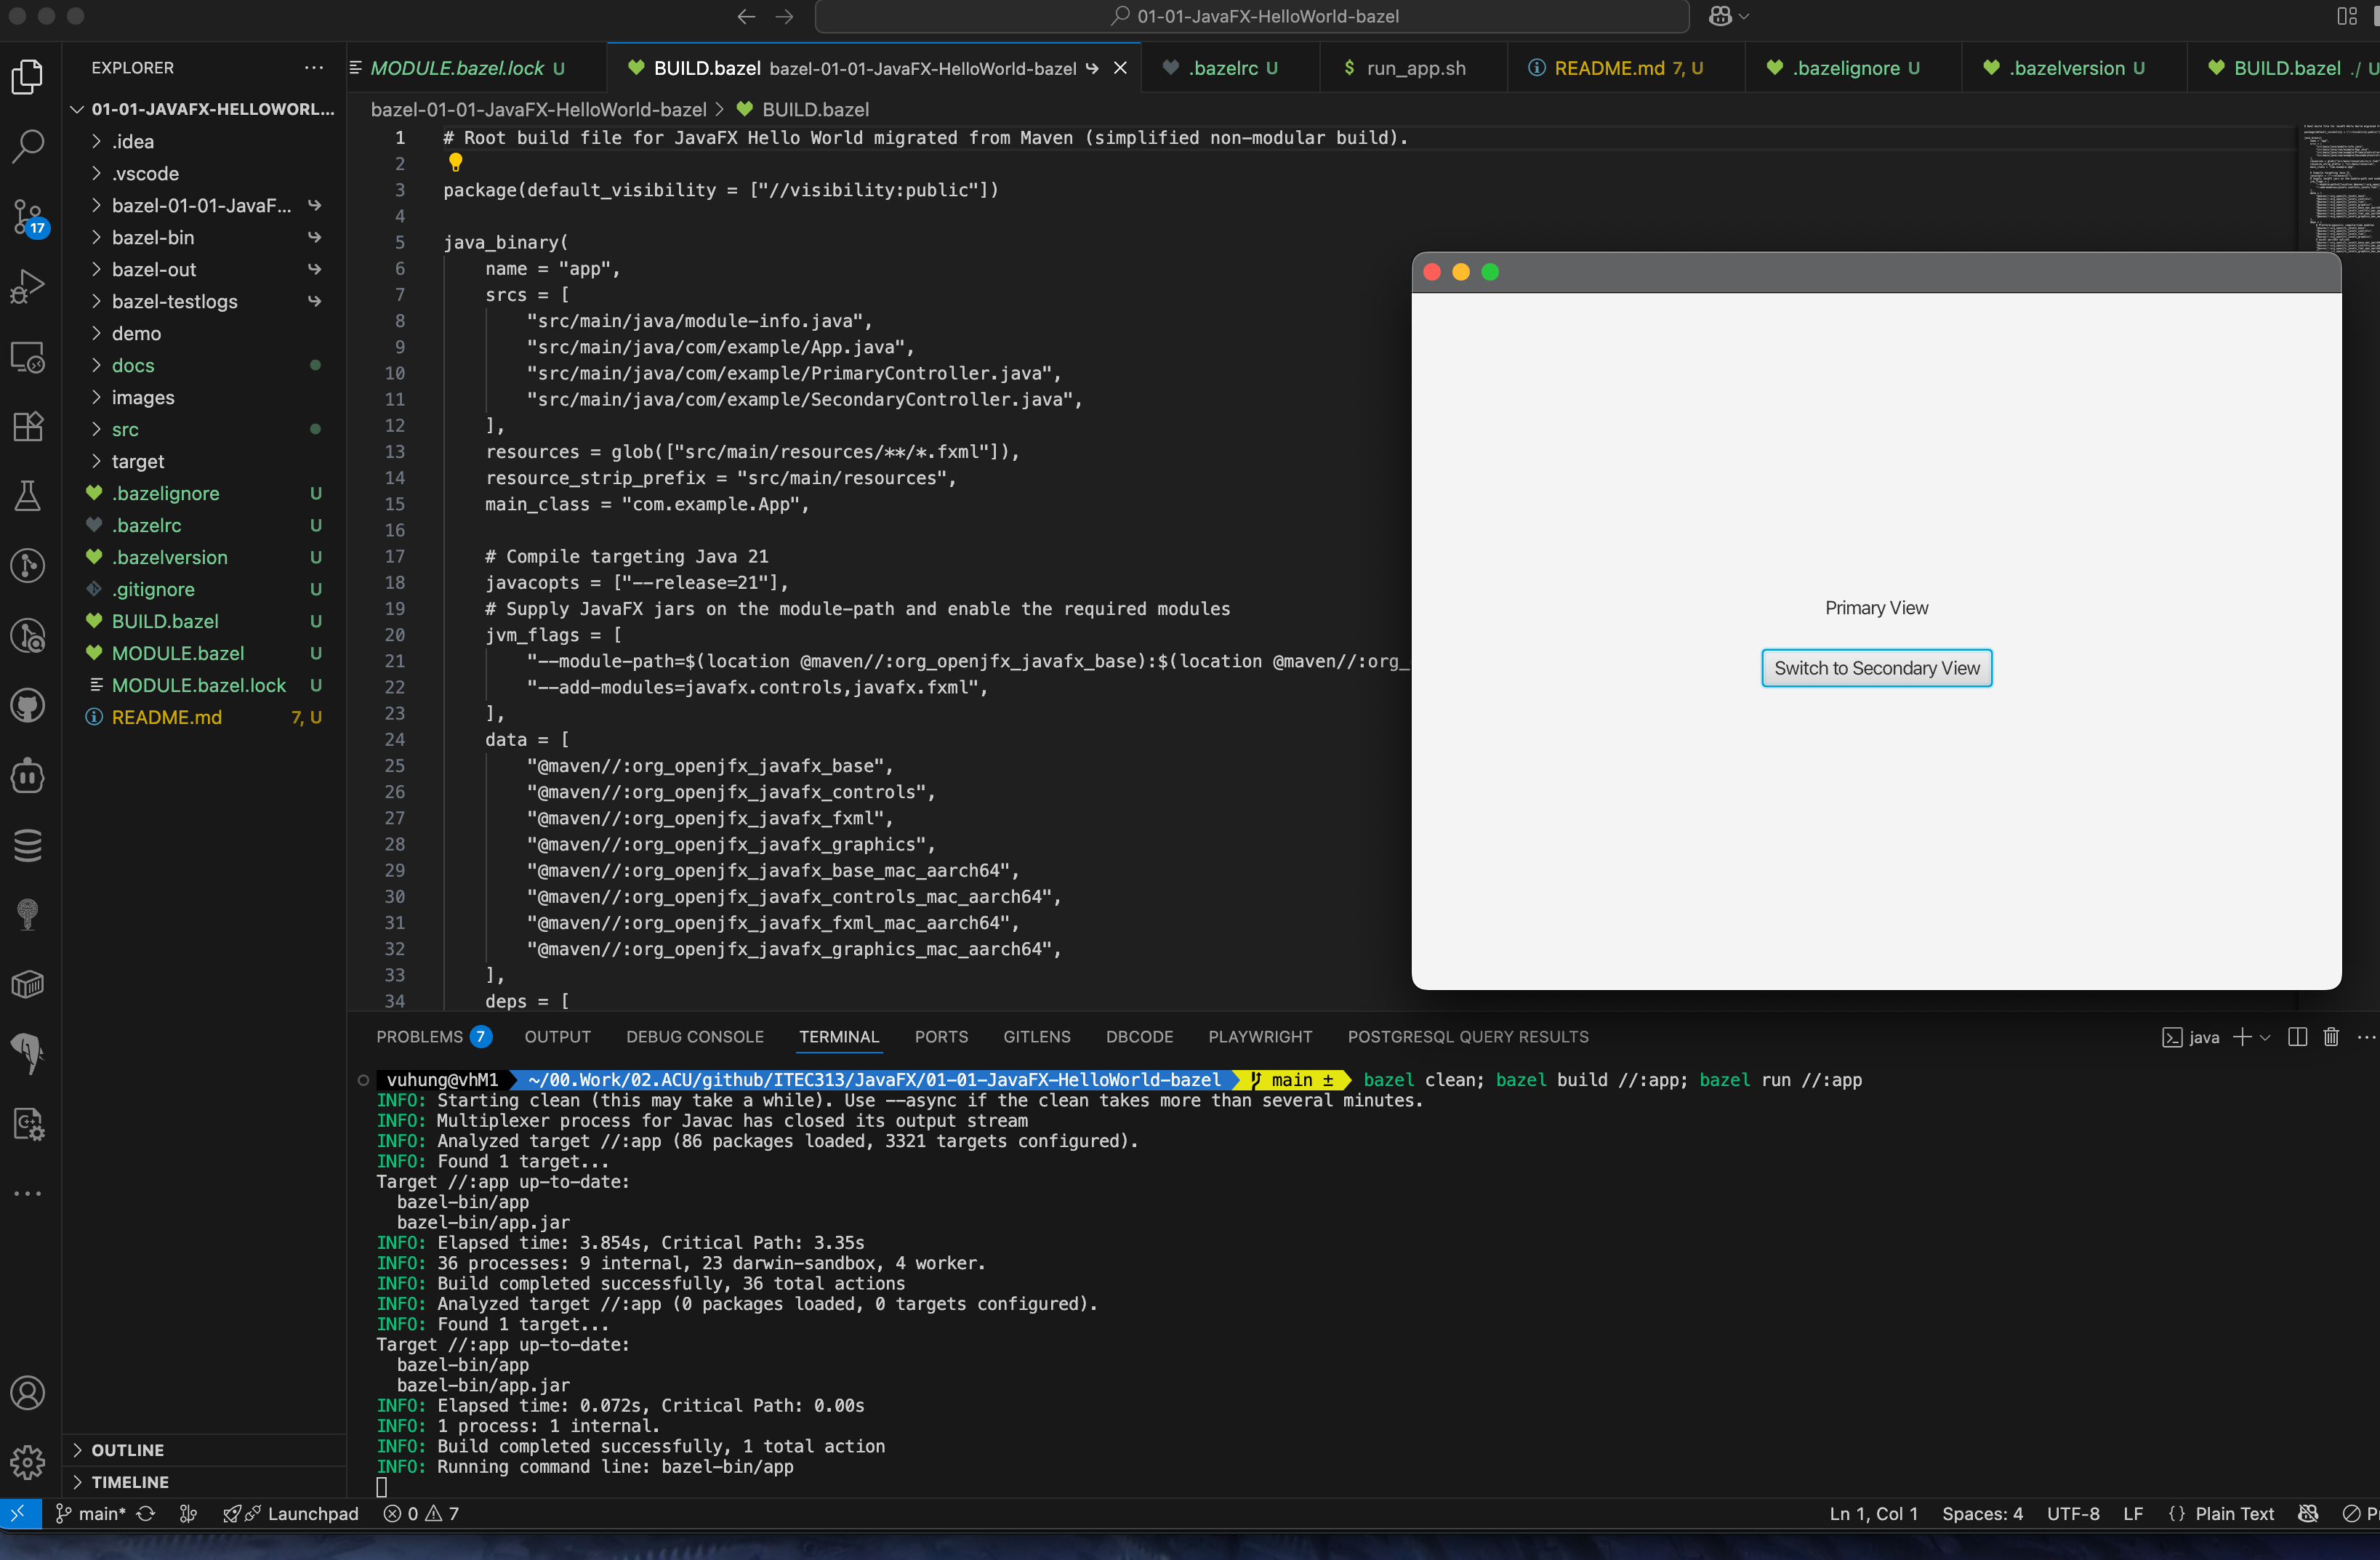 01-01-JavaFX-HelloWorld-bazel
EXPLORER
01-01-JAVAFX-HELLOWORL...
.idea
.vscode
bazel-01-01-JavaF...
bazel-bin
bazel-out
bazel-testlogs
demo
docs
images
src
target
.bazelignore U
.bazelrc U
.bazelversion U
.gitignore U
BUILD.bazel U
MODULE.bazel U
MODULE.bazel.lock U
README.md 7, U
OUTLINE
TIMELINE
17
MODULE.bazel.lock U
BUILD.bazel bazel-01-01-JavaFX-HelloWorld-bazel
.bazelrc U
$ run_app.sh
README.md 7, U
.bazelignore U
.bazelversion U
BUILD.bazel ./ U
bazel-01-01-JavaFX-HelloWorld-bazel > BUILD.bazel
1 # Root build file for JavaFX Hello World migrated from Maven (simplified non-modular build).
2
3 package(default_visibility = ["//visibility:public"])
4
5 java_binary(
6 name = "app",
7 srcs = [
8 "src/main/java/module-info.java",
9 "src/main/java/com/example/App.java",
10 "src/main/java/com/example/PrimaryController.java",
11 "src/main/java/com/example/SecondaryController.java",
12 ],
13 resources = glob(["src/main/resources/**/*.fxml"]),
14 resource_strip_prefix = "src/main/resources",
15 main_class = "com.example.App",
16
17 # Compile targeting Java 21
18 javacopts = ["--release=21"],
19 # Supply JavaFX jars on the module-path and enable the required modules
20 jvm_flags = [
21 "--module-path=$(location @maven//:org_openjfx_javafx_base):$(location @maven//:org_
22 "--add-modules=javafx.controls,javafx.fxml",
23 ],
24 data = [
25 "@maven//:org_openjfx_javafx_base",
26 "@maven//:org_openjfx_javafx_controls",
27 "@maven//:org_openjfx_javafx_fxml",
28 "@maven//:org_openjfx_javafx_graphics",
29 "@maven//:org_openjfx_javafx_base_mac_aarch64",
30 "@maven//:org_openjfx_javafx_controls_mac_aarch64",
31 "@maven//:org_openjfx_javafx_fxml_mac_aarch64",
32 "@maven//:org_openjfx_javafx_graphics_mac_aarch64",
33 ],
34 deps = [
Primary View
Switch to Secondary View
PROBLEMS 7
OUTPUT
DEBUG CONSOLE
TERMINAL
PORTS
GITLENS
DBCODE
PLAYWRIGHT
POSTGRESQL QUERY RESULTS
java
vuhung@vhM1 ~/00.Work/02.ACU/github/ITEC313/JavaFX/01-01-JavaFX-HelloWorld-bazel main ± bazel clean; bazel build //:app; bazel run //:app
INFO: Starting clean (this may take a while). Use --async if the clean takes more than several minutes.
INFO: Multiplexer process for Javac has closed its output stream
INFO: Analyzed target //:app (86 packages loaded, 3321 targets configured).
INFO: Found 1 target...
Target //:app up-to-date:
bazel-bin/app
bazel-bin/app.jar
INFO: Elapsed time: 3.854s, Critical Path: 3.35s
INFO: 36 processes: 9 internal, 23 darwin-sandbox, 4 worker.
INFO: Build completed successfully, 36 total actions
INFO: Analyzed target //:app (0 packages loaded, 0 targets configured).
INFO: Found 1 target...
Target //:app up-to-date:
bazel-bin/app
bazel-bin/app.jar
INFO: Elapsed time: 0.072s, Critical Path: 0.00s
INFO: 1 process: 1 internal.
INFO: Build completed successfully, 1 total action
INFO: Running command line: bazel-bin/app
main* Launchpad 0 7
Ln 1, Col 1 Spaces: 4 UTF-8 LF {} Plain Text